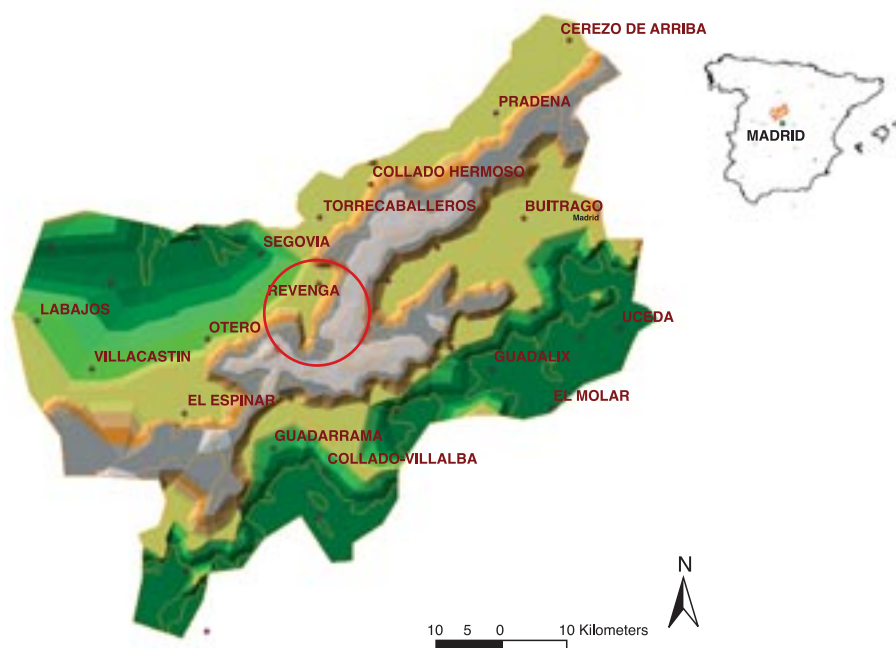 CEREZO DE ARRIBA
PRADENA
MADRID
COLLADO HERMOSO
TORRECABALLEROS
BUITRAGO
Madrid
SEGOVIA
REVENGA
LABAJOS
OTERO
UCEDA
VILLACASTIN
GUADALIX
EL ESPINAR
EL MOLAR
GUADARRAMA
COLLADO-VILLALBA
N
10 5 0 10 Kilometers